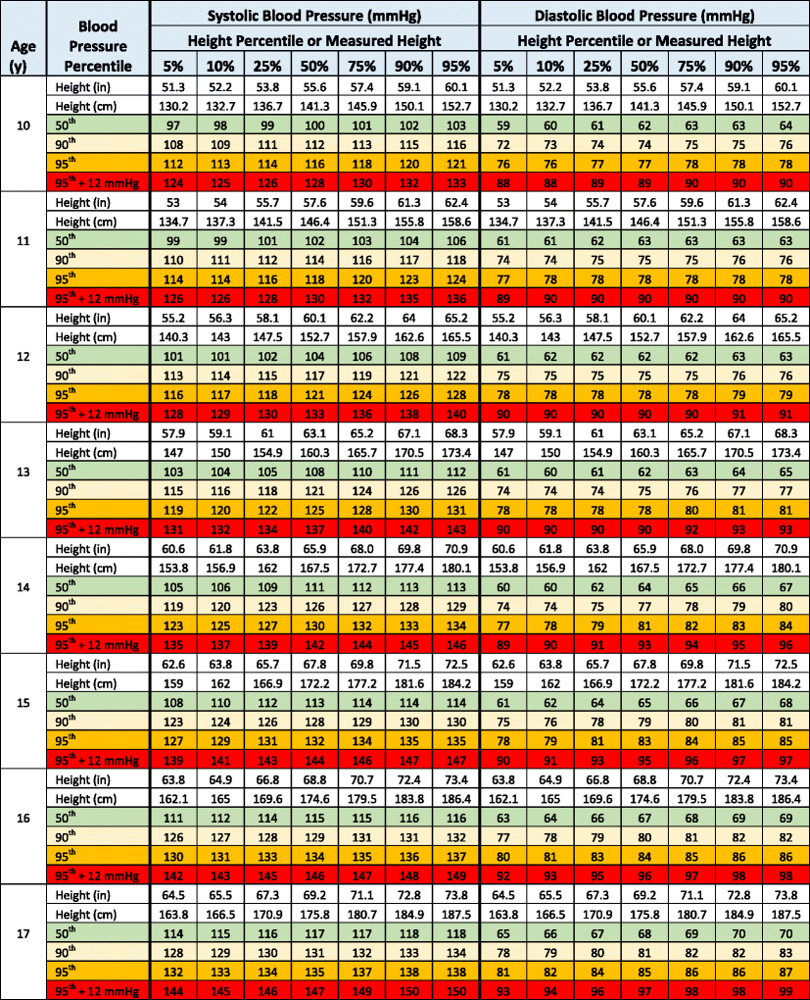 Age (y) Blood Pressure Percentile Systolic Blood Pressure (mmHg) Diastolic Blood Pressure (mmHg)
Height Percentile or Measured Height Height Percentile or Measured Height
5% 10% 25% 50% 75% 90% 95% 5% 10% 25% 50% 75% 90% 95%
10
Height (in) 51.3 52.2 53.8 55.6 57.4 59.1 60.1 51.3 52.2 53.8 55.6 57.4 59.1 60.1
Height (cm) 130.2 132.7 136.7 141.3 145.9 150.1 152.7 130.2 132.7 136.7 141.3 145.9 150.1 152.7
50th 97 98 99 100 101 102 103 59 60 61 62 63 63 64
90th 108 109 111 112 113 115 116 72 73 74 74 75 75 76
95th 112 113 114 116 118 120 121 76 76 77 77 78 78 78
95th + 12 mmHg 124 125 126 128 130 132 133 88 88 89 89 90 90 90
11
Height (in) 53 54 55.7 57.6 59.6 61.3 62.4 53 54 55.7 57.6 59.6 61.3 62.4
Height (cm) 134.7 137.3 141.5 146.4 151.3 155.8 158.6 134.7 137.3 141.5 146.4 151.3 155.8 158.6
50th 99 99 101 102 103 104 106 61 61 62 63 63 63 63
90th 110 111 112 114 116 117 118 74 74 75 75 75 76 76
95th 114 114 116 118 120 123 124 77 78 78 78 78 78 78
95th + 12 mmHg 126 126 128 130 132 135 136 89 90 90 90 90 90 90
12
Height (in) 55.2 56.3 58.1 60.1 62.2 64 65.2 55.2 56.3 58.1 60.1 62.2 64 65.2
Height (cm) 140.3 143 147.5 152.7 157.9 162.6 165.5 140.3 143 147.5 152.7 157.9 162.6 165.5
50th 101 101 102 104 106 108 109 61 62 62 62 62 63 63
90th 113 114 115 117 119 121 122 75 75 75 75 75 76 76
95th 116 117 118 121 124 126 128 78 78 78 78 78 79 79
95th + 12 mmHg 128 129 130 133 136 138 140 90 90 90 90 90 91 91
13
Height (in) 57.9 59.1 61 63.1 65.2 67.1 68.3 57.9 59.1 61 63.1 65.2 67.1 68.3
Height (cm) 147 150 154.9 160.3 165.7 170.5 173.4 147 150 154.9 160.3 165.7 170.5 173.4
50th 103 104 105 108 110 111 112 61 60 61 62 63 64 65
90th 115 116 118 121 124 126 126 74 74 74 75 76 77 77
95th 119 120 122 125 128 130 131 78 78 78 78 80 81 81
95th + 12 mmHg 131 132 134 137 140 142 143 90 90 90 90 92 93 93
14
Height (in) 60.6 61.8 63.8 65.9 68.0 69.8 70.9 60.6 61.8 63.8 65.9 68.0 69.8 70.9
Height (cm) 153.8 156.9 162 167.5 172.7 177.4 180.1 153.8 156.9 162 167.5 172.7 177.4 180.1
50th 105 106 109 111 112 113 113 60 60 62 64 65 66 67
90th 119 120 123 126 127 128 129 74 74 75 77 78 79 80
95th 123 125 127 130 132 133 134 77 78 79 81 82 83 84
95th + 12 mmHg 135 137 139 142 144 145 146 89 90 91 93 94 95 96
15
Height (in) 62.6 63.8 65.7 67.8 69.8 71.5 72.5 62.6 63.8 65.7 67.8 69.8 71.5 72.5
Height (cm) 159 162 166.9 172.2 177.2 181.6 184.2 159 162 166.9 172.2 177.2 181.6 184.2
50th 108 110 112 113 114 114 114 61 62 64 65 66 67 68
90th 123 124 126 128 129 130 130 75 76 78 79 80 81 81
95th 127 129 131 132 134 135 135 78 79 81 83 84 85 85
95th + 12 mmHg 139 141 143 144 146 147 147 90 91 93 95 96 97 97
16
Height (in) 63.8 64.9 66.8 68.8 70.7 72.4 73.4 63.8 64.9 66.8 68.8 70.7 72.4 73.4
Height (cm) 162.1 165 169.6 174.6 179.5 183.8 186.4 162.1 165 169.6 174.6 179.5 183.8 186.4
50th 111 112 114 115 115 116 116 63 64 66 67 68 69 69
90th 126 127 128 129 131 131 132 77 78 79 80 81 82 82
95th 130 131 133 134 135 136 137 80 81 83 84 85 86 86
95th + 12 mmHg 142 143 145 146 147 148 149 92 93 95 96 97 98 98
17
Height (in) 64.5 65.5 67.3 69.2 71.1 72.8 73.8 64.5 65.5 67.3 69.2 71.1 72.8 73.8
Height (cm) 163.8 166.5 170.9 175.8 180.7 184.9 187.5 163.8 166.5 170.9 175.8 180.7 184.9 187.5
50th 114 115 116 117 117 118 118 65 66 67 68 69 70 70
90th 128 129 130 131 132 133 134 78 79 80 81 82 82 83
95th 132 133 134 135 137 138 138 81 82 84 85 86 86 87
95th + 12 mmHg 144 145 146 147 149 150 150 93 94 96 97 98 98 99